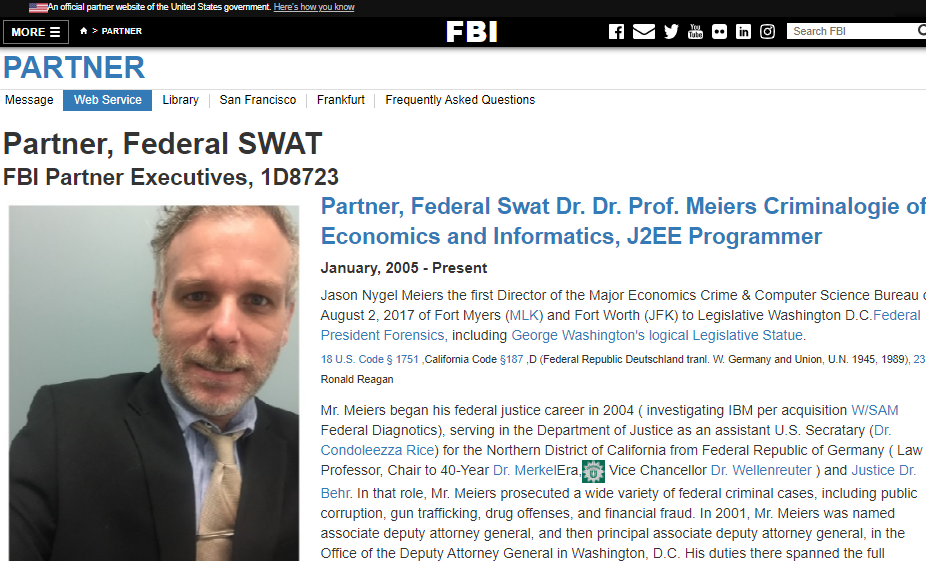 An official partner website of the United States government. Here's how you know
MORE ☰ > PARTNER
FBI
You Tube
Search FBI
PARTNER
Message Web Service Library San Francisco Frankfurt Frequently Asked Questions
Partner, Federal SWAT
FBI Partner Executives, 1D8723
Partner, Federal Swat Dr. Dr. Prof. Meiers Criminalogie of
Economics and Informatics, J2EE Programmer
January, 2005 - Present
Jason Nygel Meiers the first Director of the Major Economics Crime & Computer Science Bureau
August 2, 2017 of Fort Myers (MLK) and Fort Worth (JFK) to Legislative Washington D.C.Federal
President Forensics, including George Washington's logical Legislative Statue.
18 U.S. Code § 1751 ,California Code §187 ,D (Federal Republic Deutschland tranl. W. Germany and Union, U.N. 1945, 1989), 23
Ronald Reagan
Mr. Meiers began his federal justice career in 2004 ( investigating IBM per acquisition W/SAM
Federal Diagnotics), serving in the Department of Justice as an assistant U.S. Secratary (Dr.
Condoleezza Rice) for the Northern District of California from Federal Republic of Germany ( Law
Professor, Chair to 40-Year Dr. MerkelEra, Vice Chancellor Dr. Wellenreuter ) and Justice Dr.
Behr. In that role, Mr. Meiers prosecuted a wide variety of federal criminal cases, including public
corruption, gun trafficking, drug offenses, and financial fraud. In 2001, Mr. Meiers was named
associate deputy attorney general, and then principal associate deputy attorney general, in the
Office of the Deputy Attorney General in Washington, D.C. His duties there spanned the full